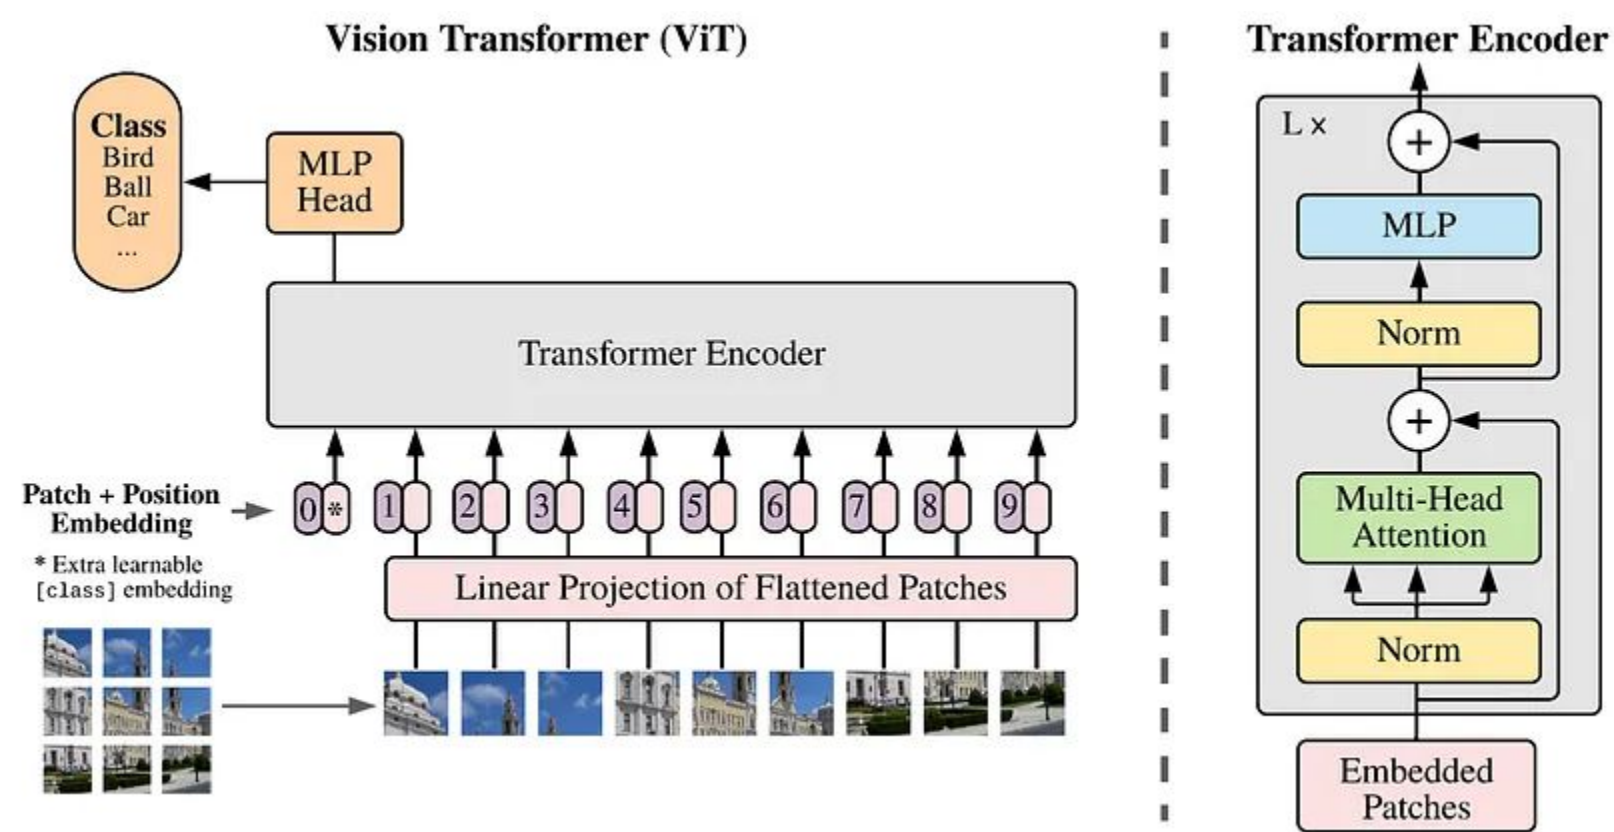 Vision Transformer (ViT)
Class
Bird
Ball
Car
...
MLP
Head
Transformer Encoder
Patch + Position
Embedding
* Extra learnable
[class] embedding
0 * 1 2 3 4 5 6 7 8 9
Linear Projection of Flattened Patches
Transformer Encoder
L ×
+
MLP
Norm
+
Multi-Head
Attention
Norm
Embedded
Patches